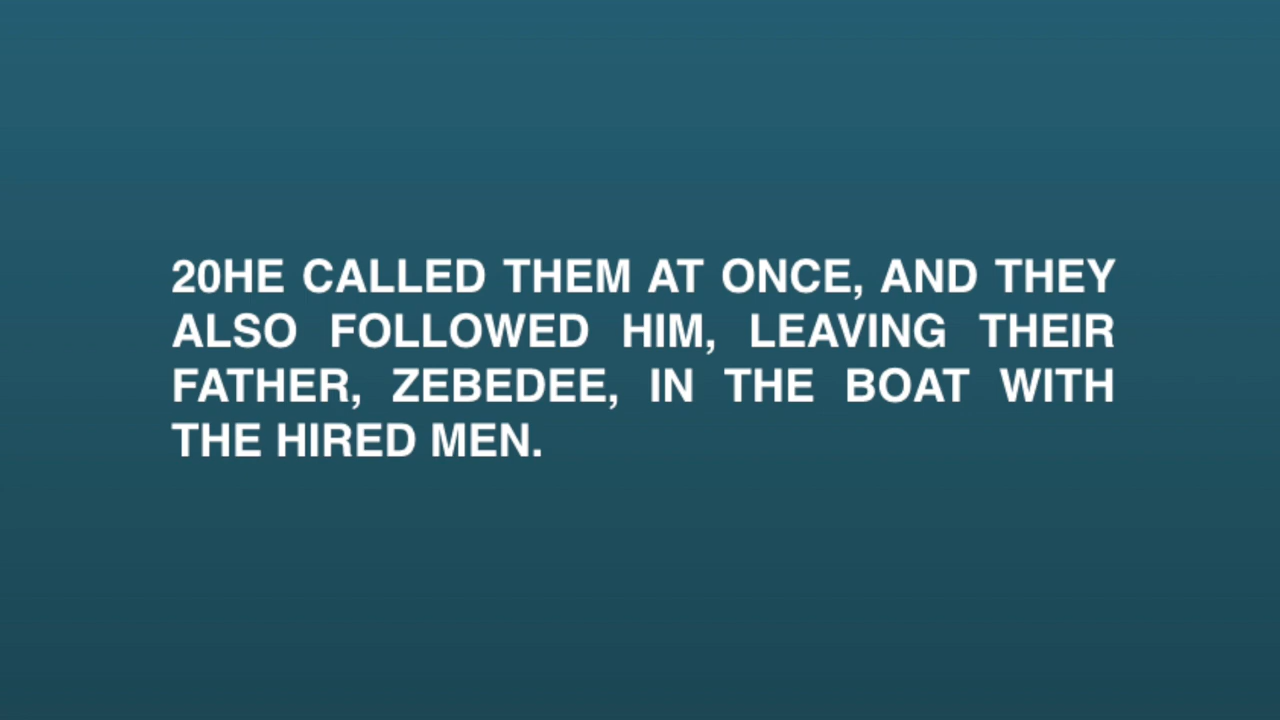 20HE CALLED THEM AT ONCE, AND THEY
ALSO FOLLOWED HIM, LEAVING THEIR
FATHER, ZEBEDEE, IN THE BOAT WITH
THE HIRED MEN.